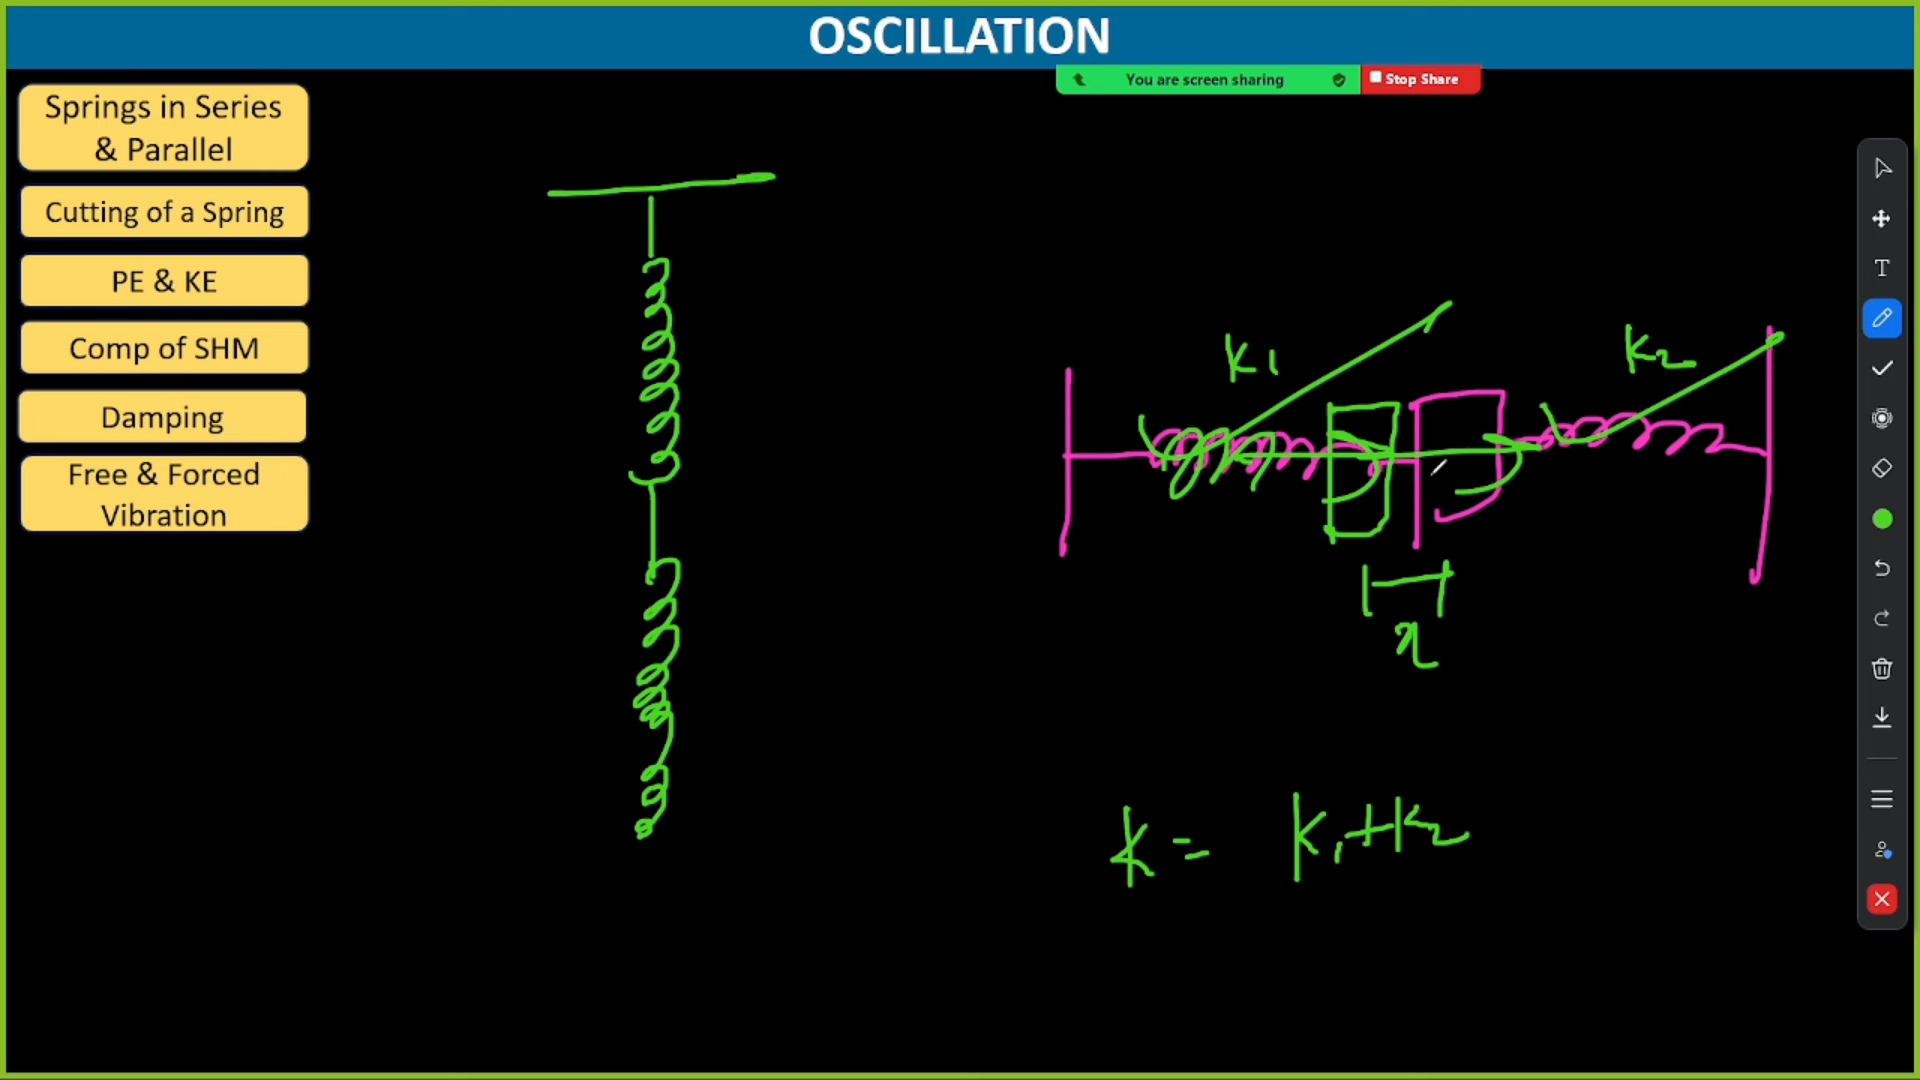 OSCILLATION
You are screen sharing
Stop Share
Springs in Series
& Parallel
Cutting of a Spring
PE & KE
Comp of SHM
Damping
Free & Forced
Vibration
K1
K2
x
K = K1+K2
T